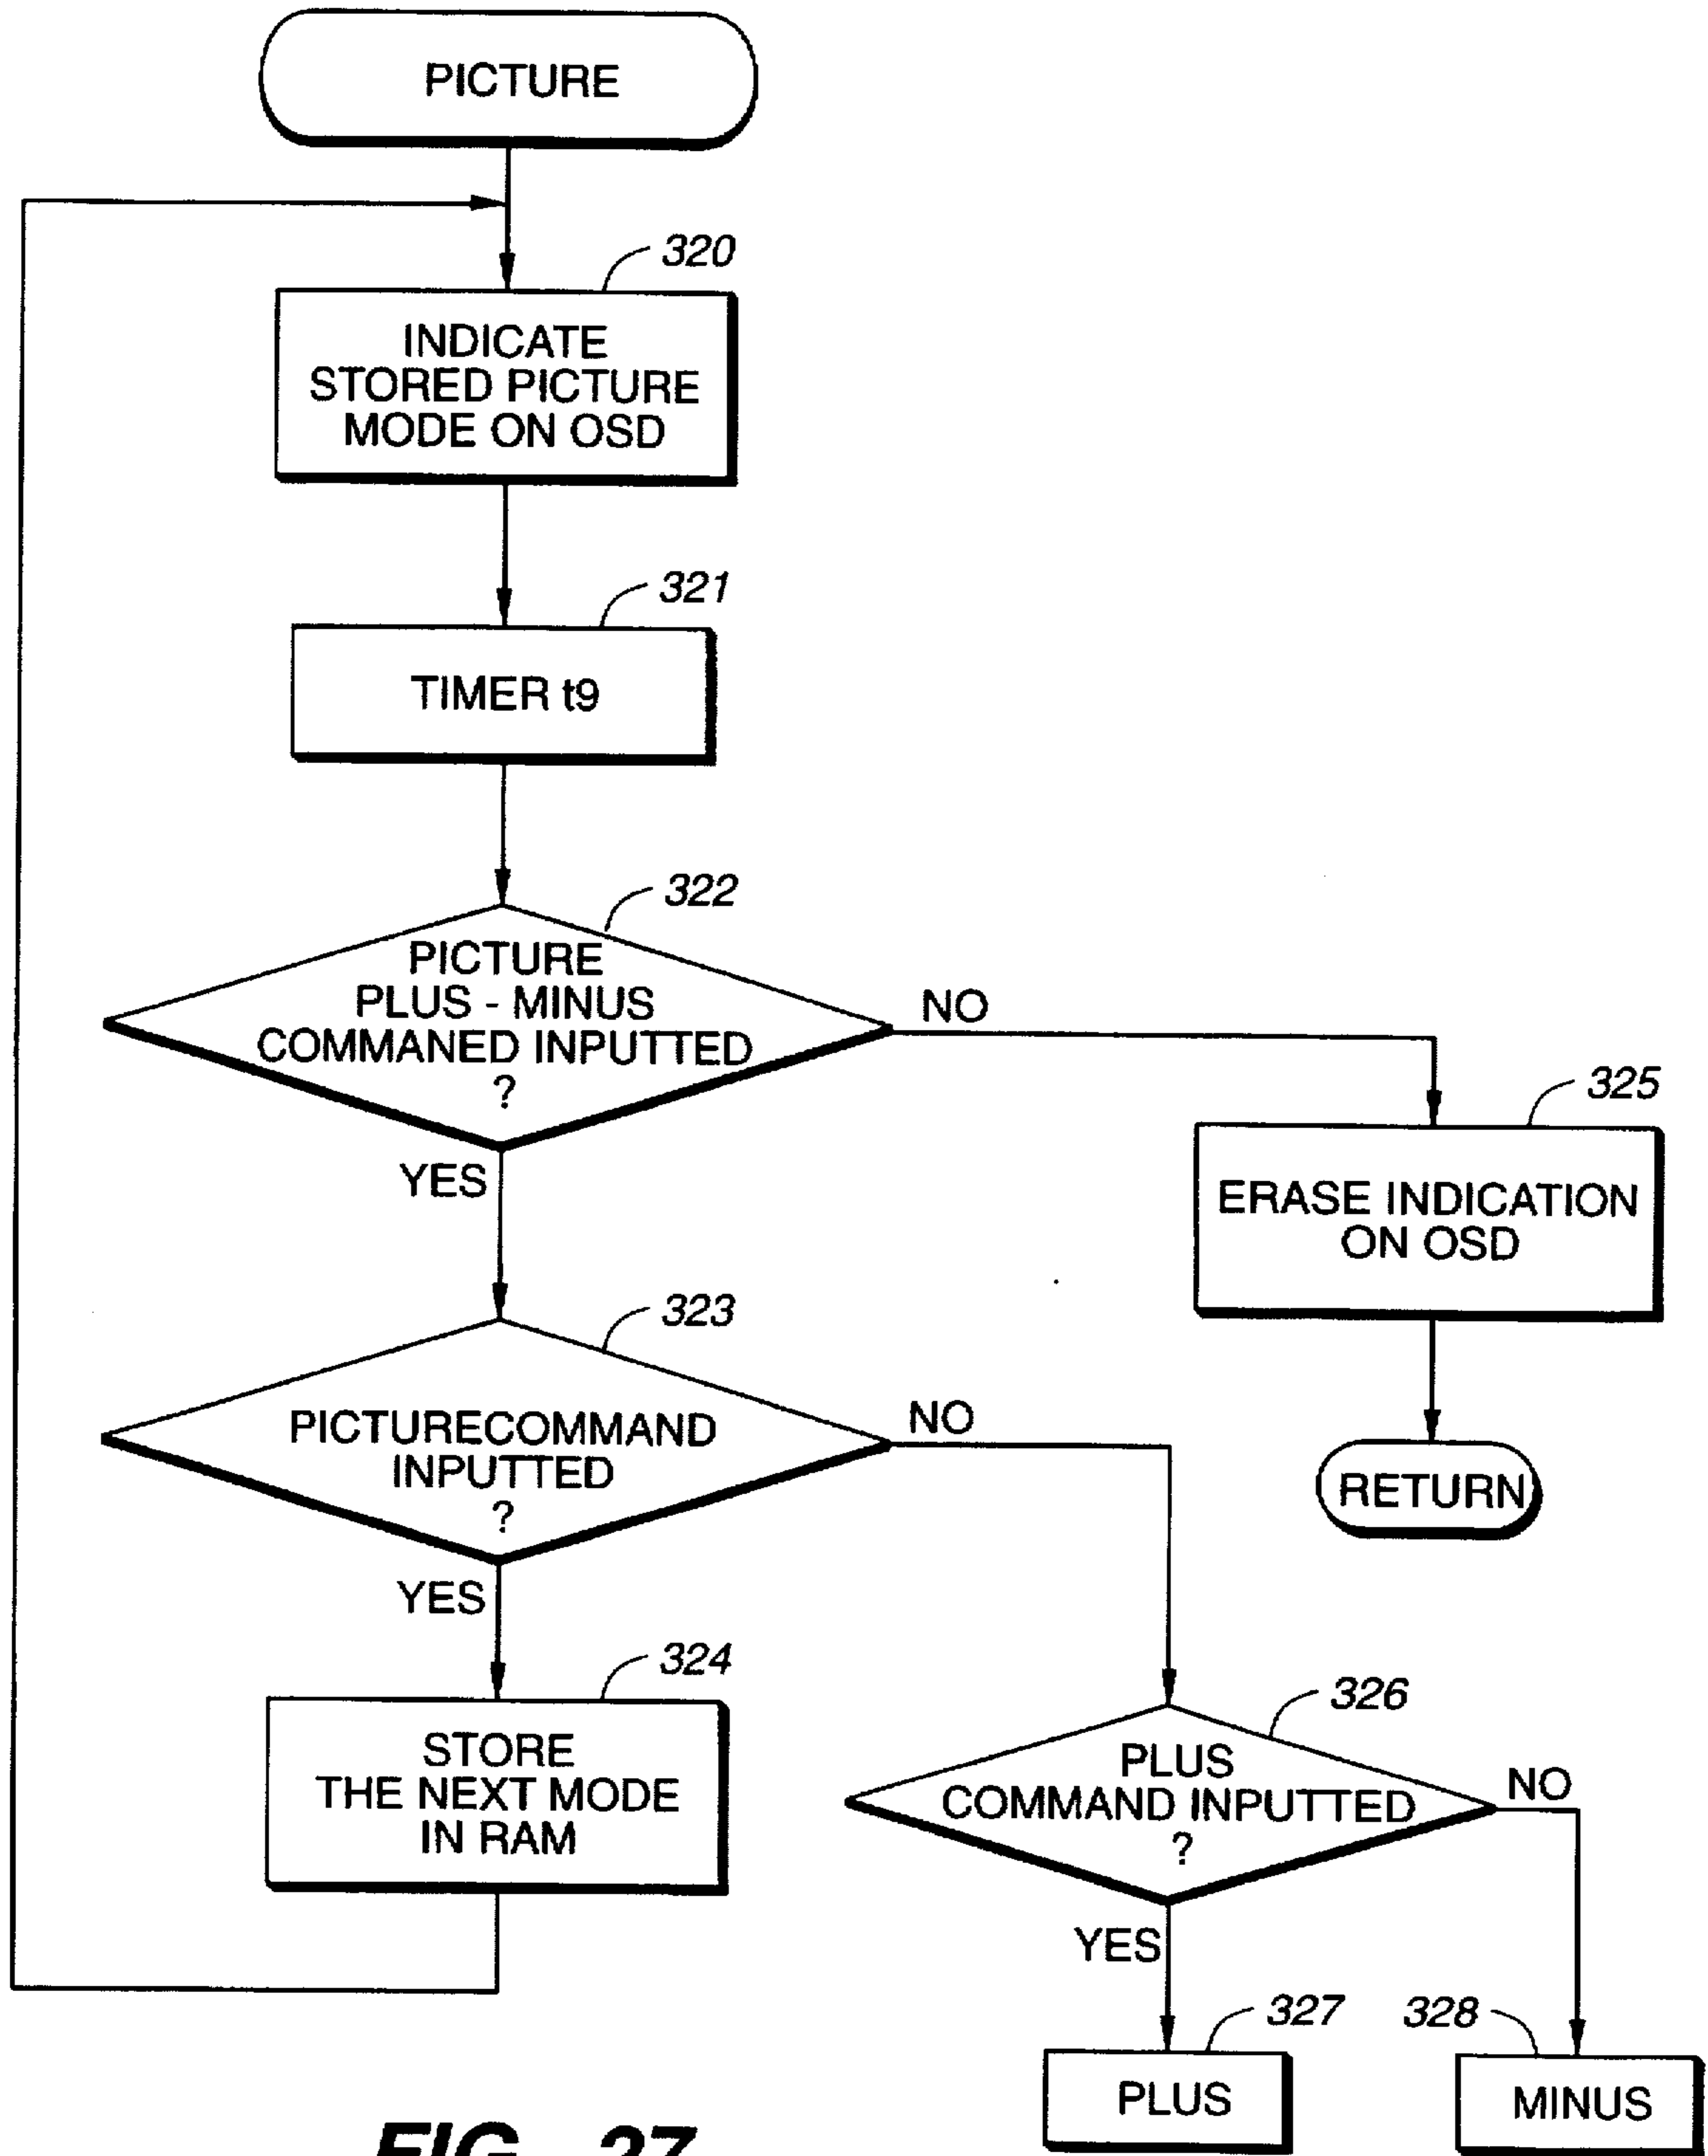 PICTURE
320
INDICATE
STORED PICTURE
MODE ON OSD
321
TIMER t9
322
PICTURE
PLUS - MINUS
COMMANED INPUTTED
?
NO
YES
325
ERASE INDICATION
ON OSD
RETURN
323
PICTURECOMMAND
INPUTTED
?
NO
YES
324
STORE
THE NEXT MODE
IN RAM
326
PLUS
COMMAND INPUTTED
?
NO
YES
327
PLUS
328
MINUS
FIG._27